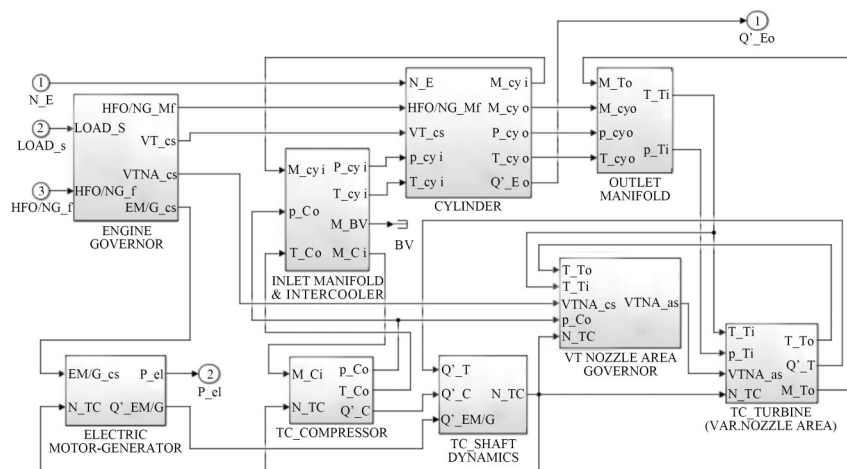 1
N_E
2
LOAD_s
3
HFO/NG_f
HFO/NG_Mf
LOAD_S
VT_cs
VTNA_cs
HFO/NG_f
EM/G_cs
ENGINE
GOVERNOR
M_cy i
P_cy i
T_cy i
p_Co
M_BV
T_Co
M_C i
INLET MANIFOLD
& INTERCOOLER
BV
N_E
M_cy i
HFO/NG_Mf
M_cy o
VT_cs
P_cy o
p_cy i
T_cy o
T_cy i
Q'_E o
CYLINDER
M_To
T_Ti
M_cyo
p_cyo
p_Ti
T_cyo
OUTLET
MANIFOLD
1
Q'_Eo
T_To
T_Ti
VTNA_cs
VTNA_as
p_Co
N_TC
VT NOZZLE AREA
GOVERNOR
T_Ti
T_To
p_Ti
Q'_T
VTNA_as
M_To
N_TC
TC_TURBINE
(VAR.NOZZLE AREA)
EM/G_cs
P_el
N_TC
Q'_EM/G
ELECTRIC
MOTOR-GENERATOR
2
P_el
M_Ci
p_Co
T_Co
N_TC
Q'_C
TC_COMPRESSOR
Q'_T
Q'_C
N_TC
Q'_EM/G
TC_SHAFT
DYNAMICS